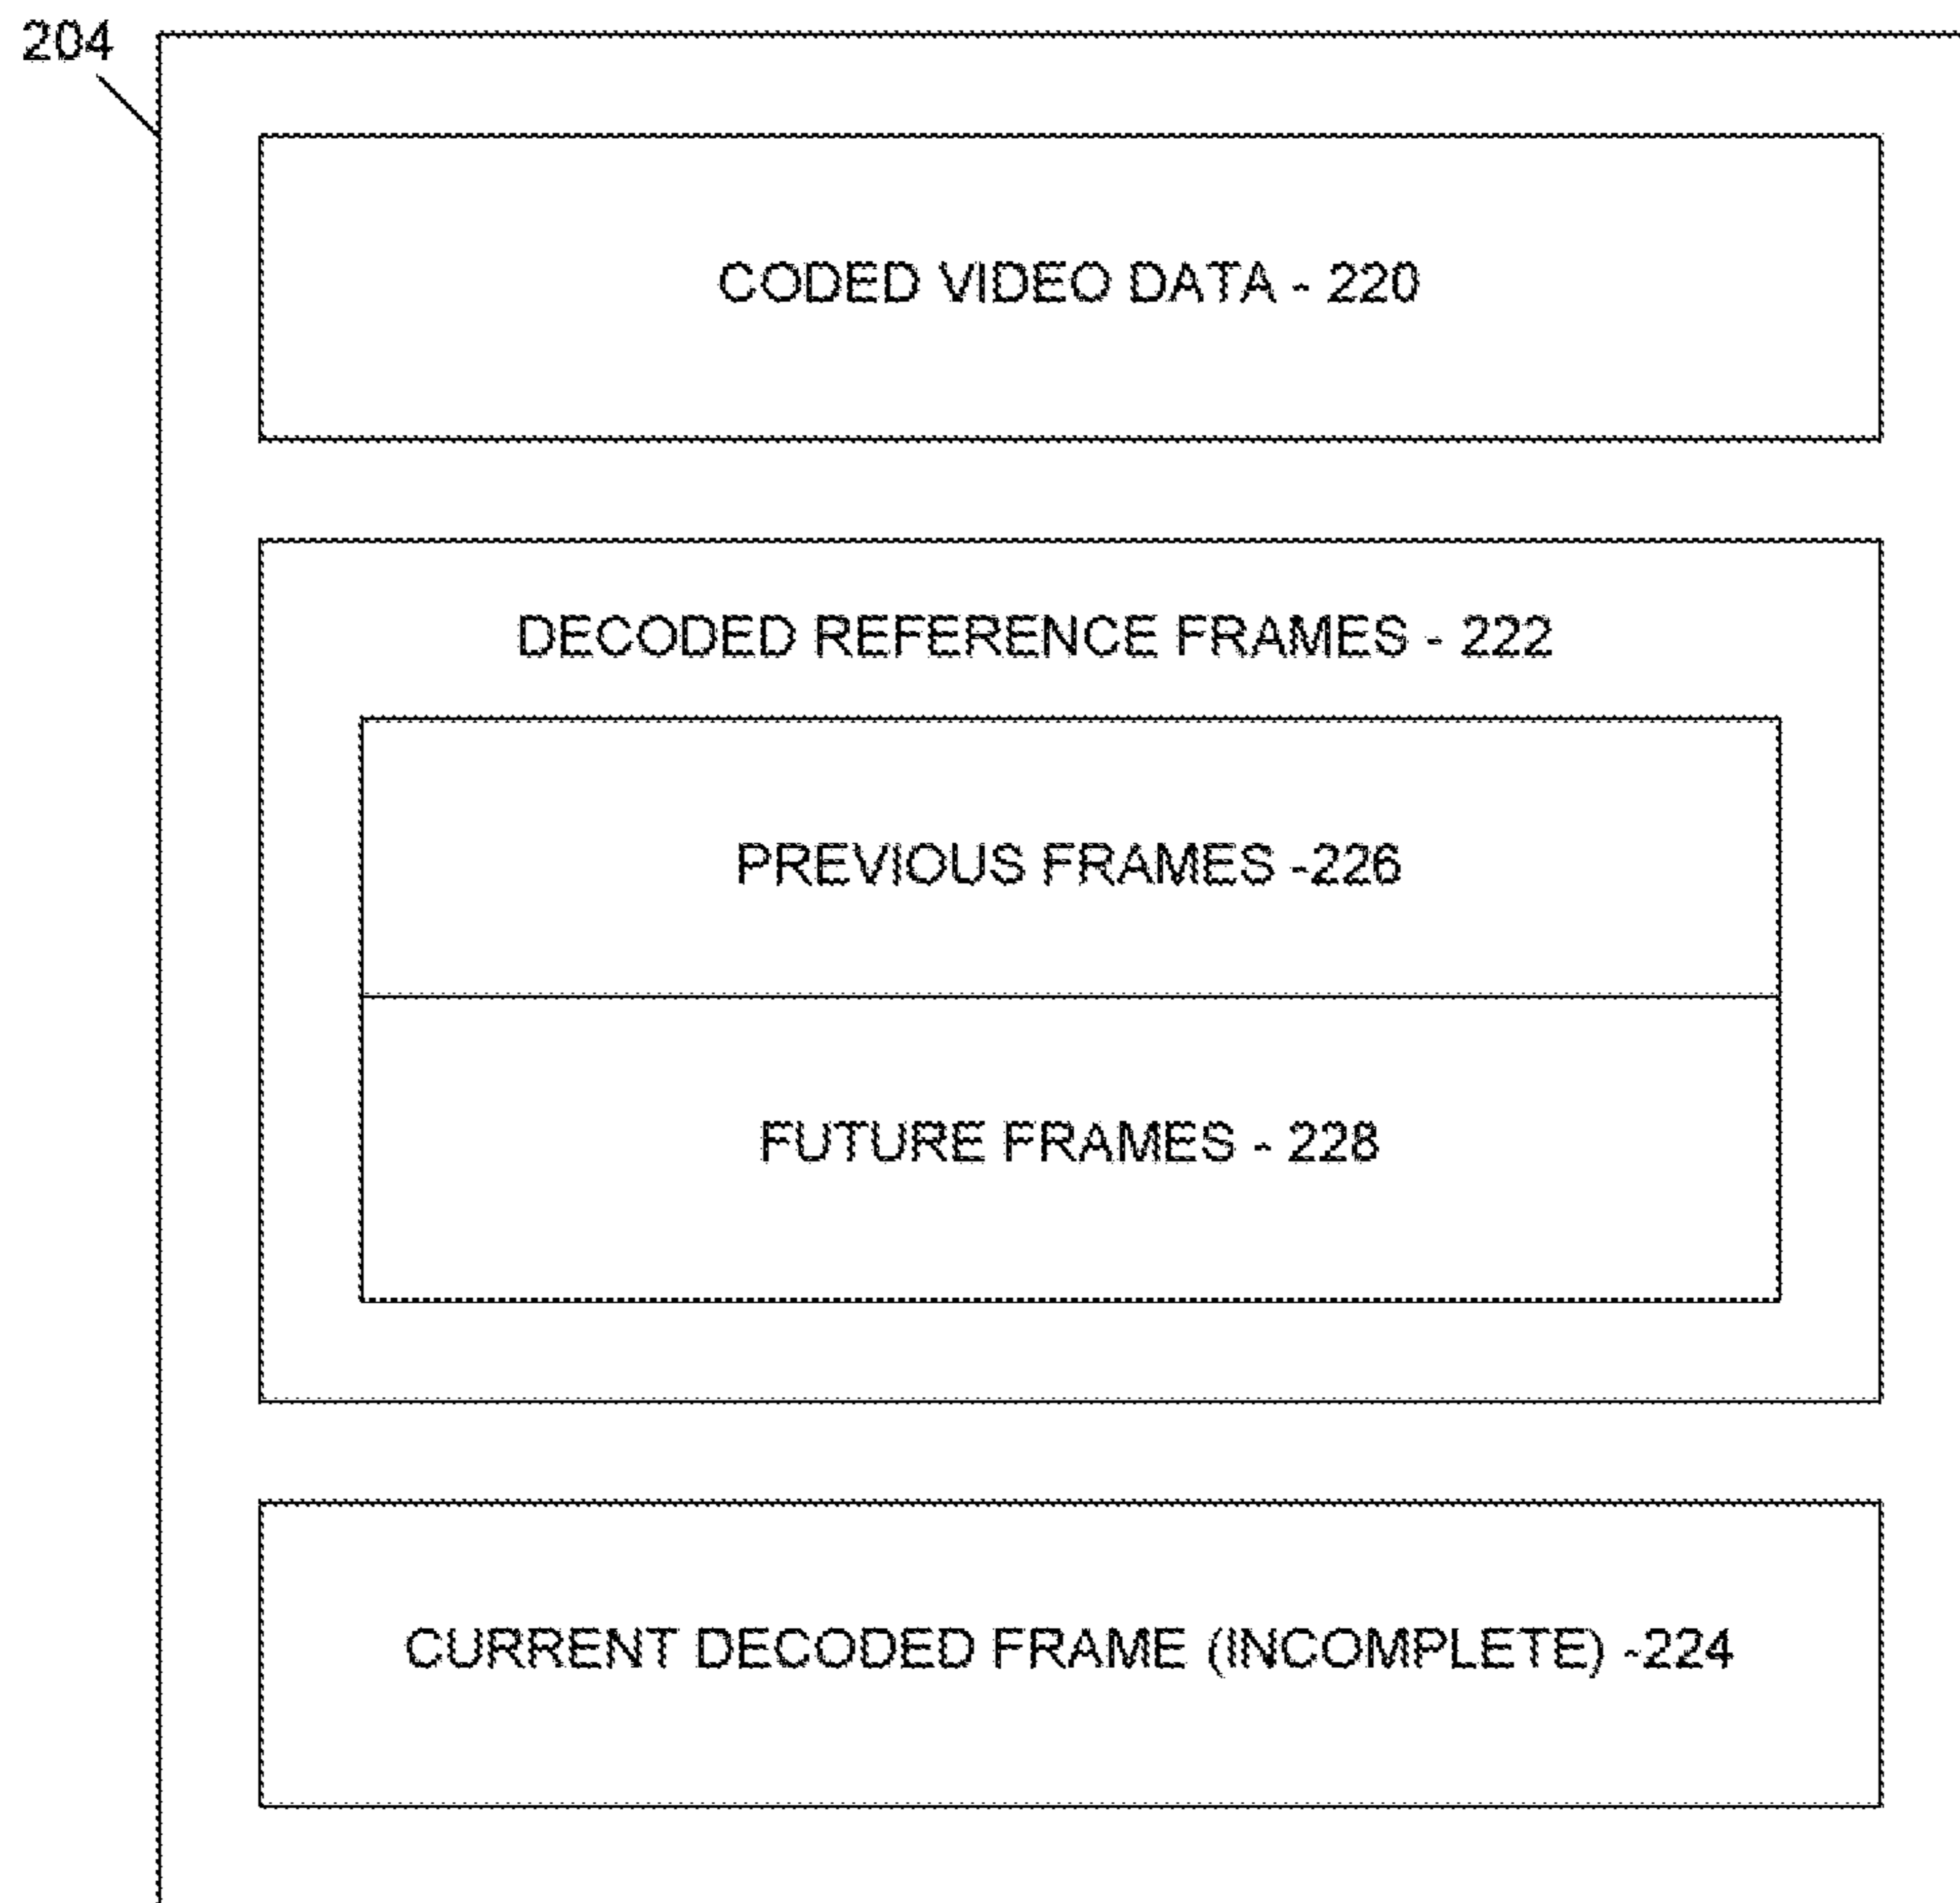 204
CODED VIDEO DATA - 220
DECODED REFERENCE FRAMES - 222
PREVIOUS FRAMES -226
FUTURE FRAMES - 228
CURRENT DECODED FRAME (INCOMPLETE) -224